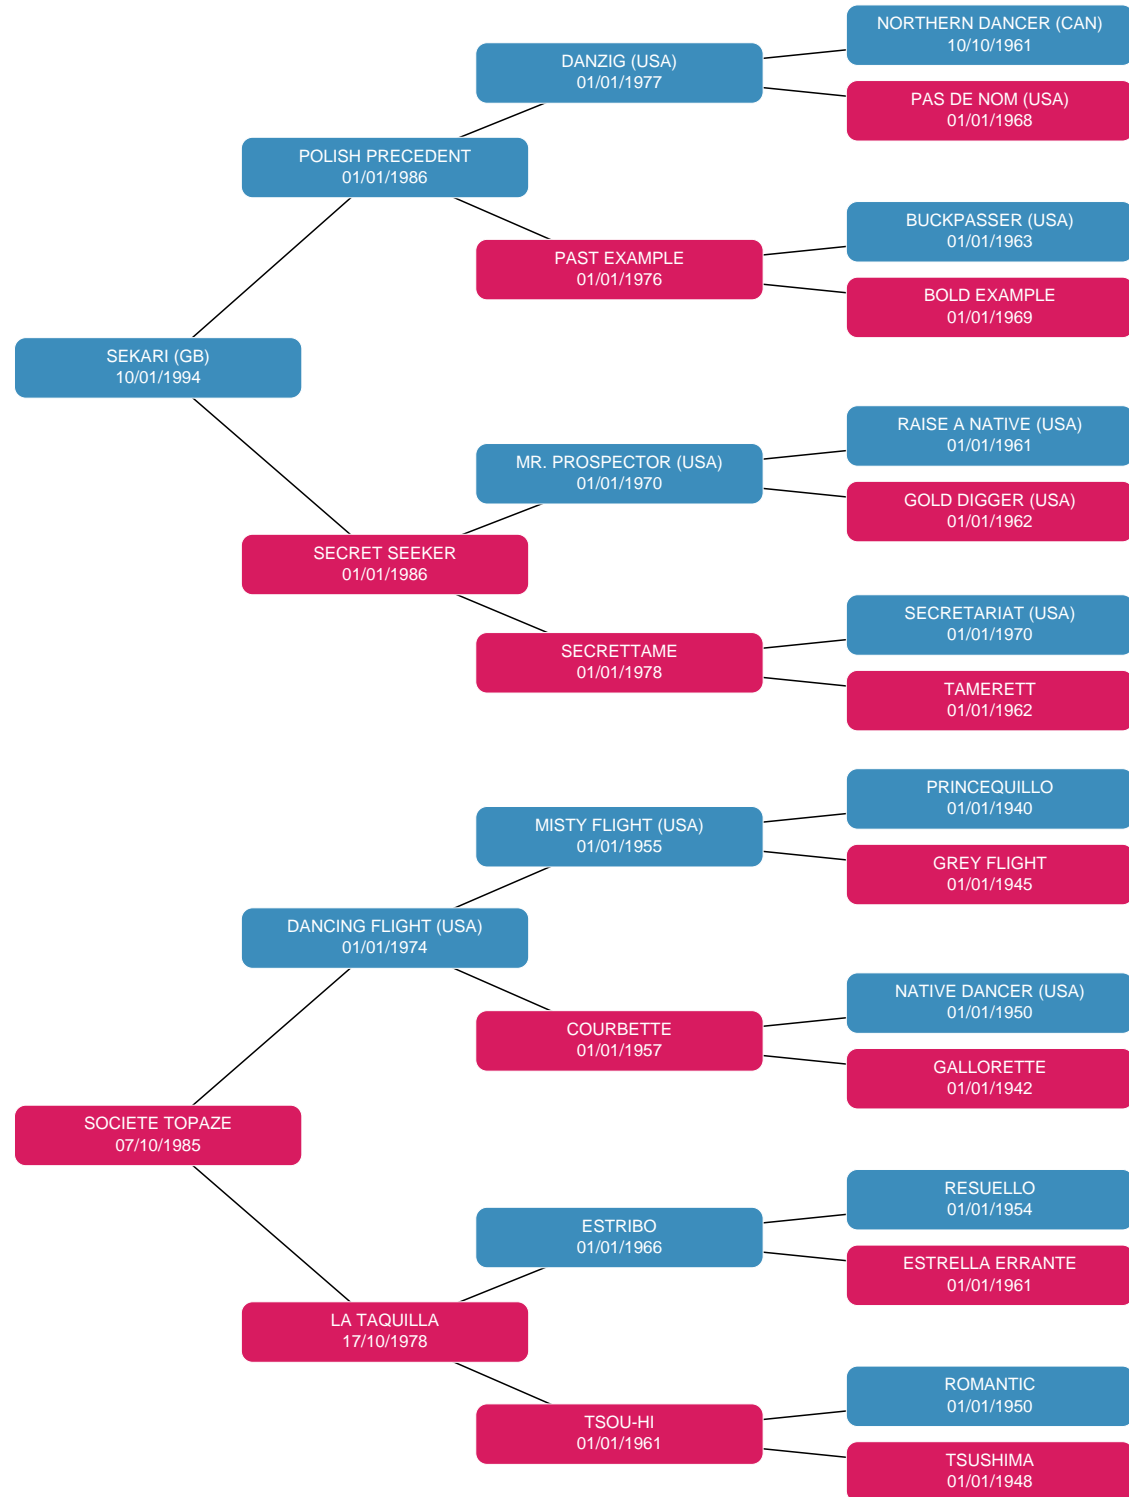 NORTHERN DANCER (CAN)
10/10/1961
DANZIG (USA)
01/01/1977
PAS DE NOM (USA)
01/01/1968
POLISH PRECEDENT
01/01/1986
BUCKPASSER (USA)
01/01/1963
PAST EXAMPLE
01/01/1976
BOLD EXAMPLE
01/01/1969
SEKARI (GB)
10/01/1994
RAISE A NATIVE (USA)
01/01/1961
MR. PROSPECTOR (USA)
01/01/1970
GOLD DIGGER (USA)
01/01/1962
SECRET SEEKER
01/01/1986
SECRETARIAT (USA)
01/01/1970
SECRETTAME
01/01/1978
TAMERETT
01/01/1962
PRINCEQUILLO
01/01/1940
MISTY FLIGHT (USA)
01/01/1955
GREY FLIGHT
01/01/1945
DANCING FLIGHT (USA)
01/01/1974
NATIVE DANCER (USA)
01/01/1950
COURBETTE
01/01/1957
GALLORETTE
01/01/1942
SOCIETE TOPAZE
07/10/1985
RESUELLO
01/01/1954
ESTRIBO
01/01/1966
ESTRELLA ERRANTE
01/01/1961
LA TAQUILLA
17/10/1978
ROMANTIC
01/01/1950
TSOU-HI
01/01/1961
TSUSHIMA
01/01/1948